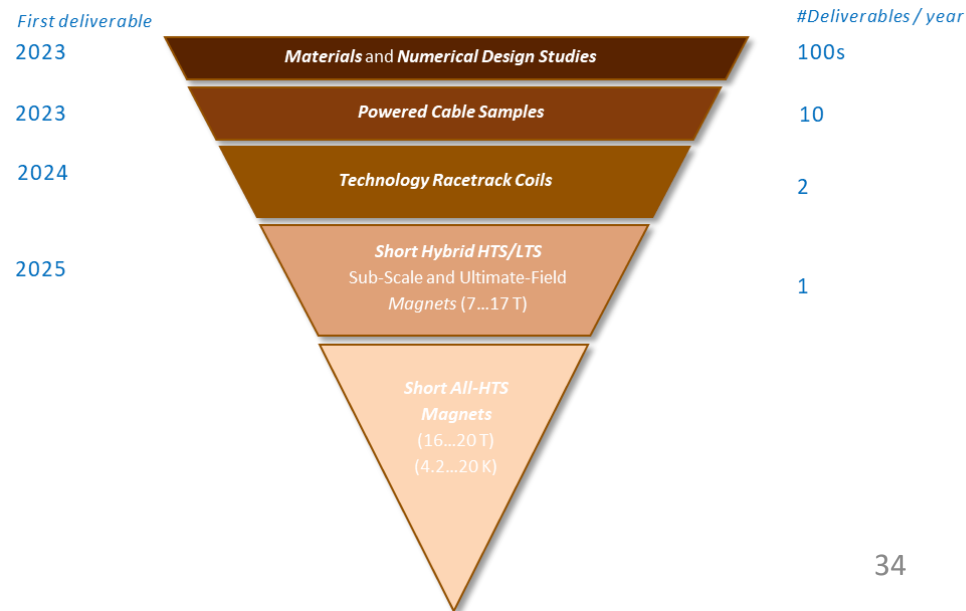 First deliverable
#Deliverables / year
2023
Materials and Numerical Design Studies
100s
2023
Powered Cable Samples
10
2024
Technology Racetrack Coils
2
2025
Short Hybrid HTS/LTS
Sub-Scale and Ultimate-Field
Magnets (7...17 T)
1
Short All-HTS
Magnets
(16...20 T)
(4.2...20 K)
34